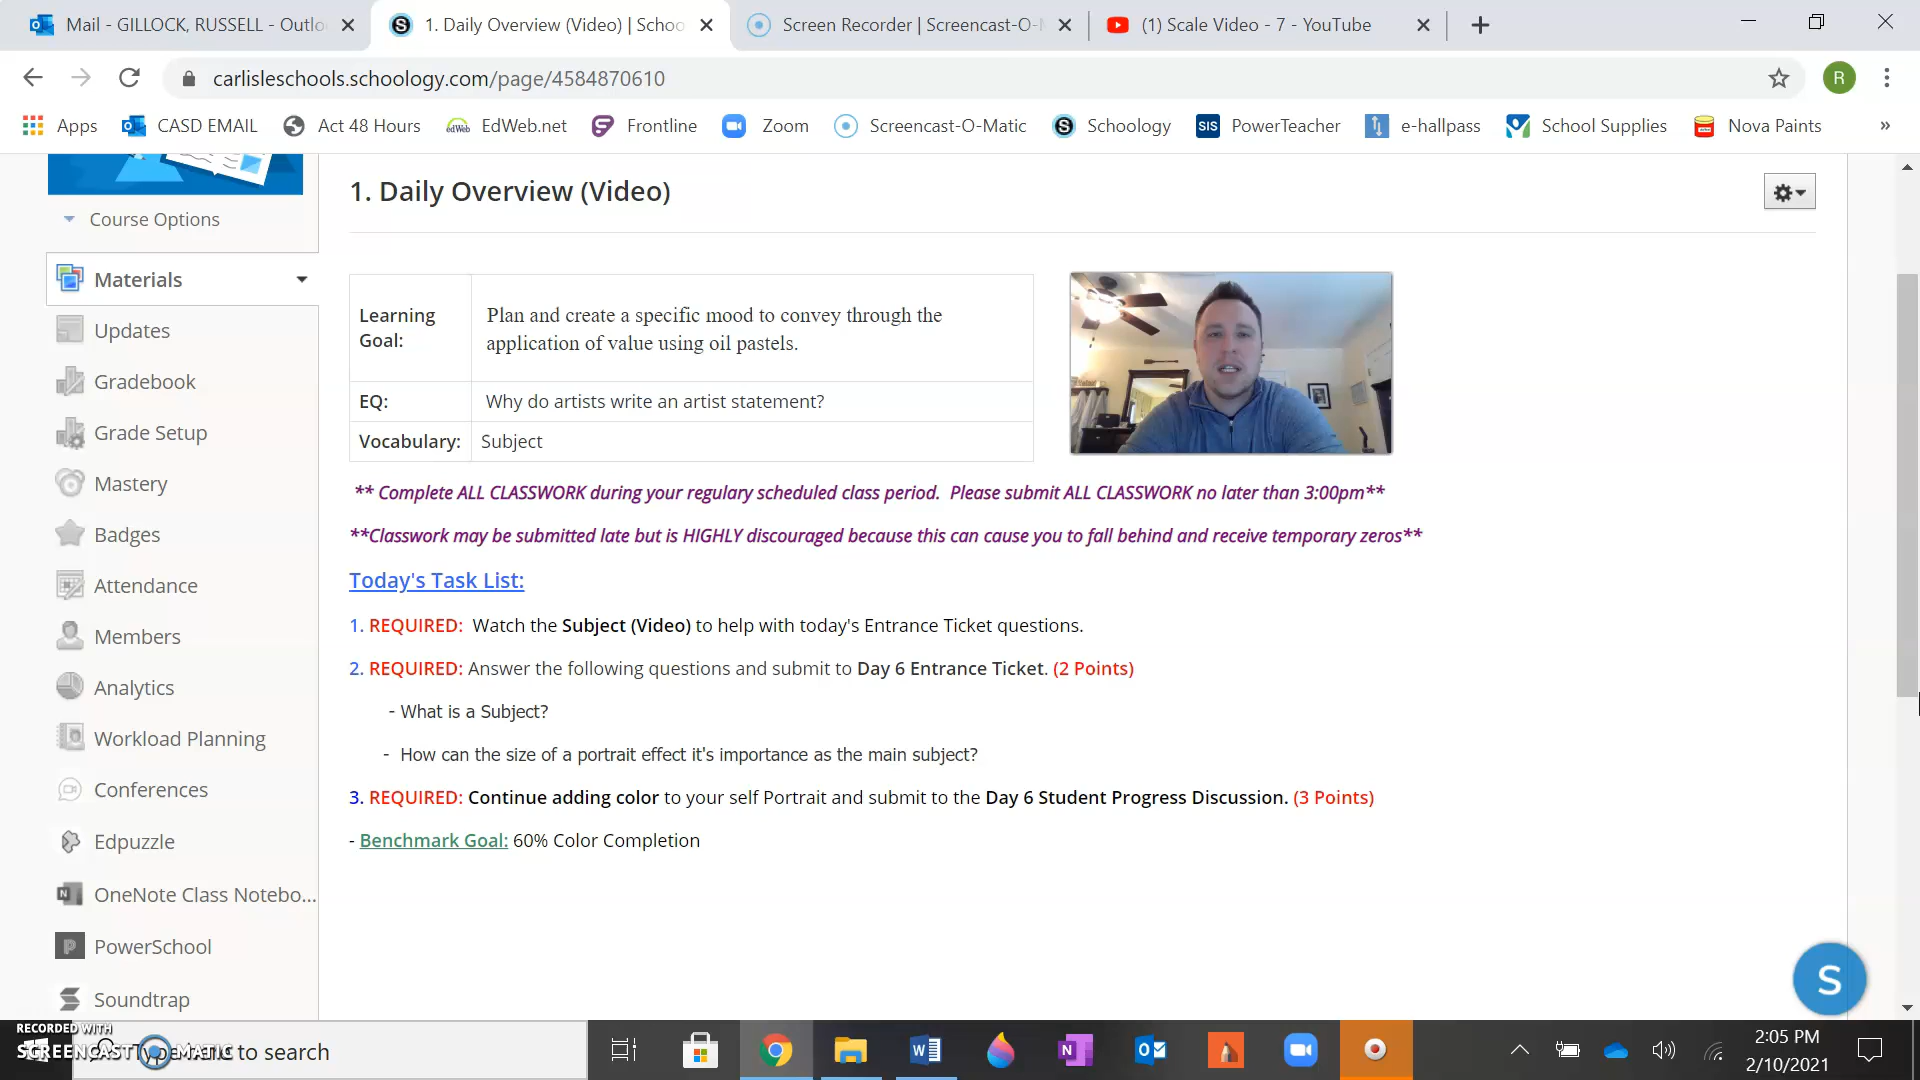 Mail - GILLOCK, RUSSELL - Outlo
1. Daily Overview (Video) | Schoo
Screen Recorder | Screencast-O-M
(1) Scale Video - 7 - YouTube
carlisleschools.schoology.com/page/4584870610
R
Apps
CASD EMAIL
Act 48 Hours
edWeb
EdWeb.net
Frontline
Zoom
Screencast-O-Matic
Schoology
SIS
PowerTeacher
e-hallpass
School Supplies
Nova Paints
»
Course Options
Materials
Updates
Gradebook
Grade Setup
Mastery
Badges
Attendance
Members
Analytics
Workload Planning
Conferences
Edpuzzle
OneNote Class Notebo...
PowerSchool
Soundtrap
1. Daily Overview (Video)
Learning Goal:
Plan and create a specific mood to convey through the
application of value using oil pastels.
EQ:
Why do artists write an artist statement?
Vocabulary:
Subject
** Complete ALL CLASSWORK during your regulary scheduled class period.  Please submit ALL CLASSWORK no later than 3:00pm**
**Classwork may be submitted late but is HIGHLY discouraged because this can cause you to fall behind and receive temporary zeros**
Today's Task List:
1. REQUIRED:  Watch the Subject (Video) to help with today's Entrance Ticket questions.
2. REQUIRED: Answer the following questions and submit to Day 6 Entrance Ticket. (2 Points)
- What is a Subject?
- How can the size of a portrait effect it's importance as the main subject?
3. REQUIRED: Continue adding color to your self Portrait and submit to the Day 6 Student Progress Discussion. (3 Points)
- Benchmark Goal: 60% Color Completion
S
RECORDED WITH
SCREENCAST MATIC
Type here to search
2:05 PM
2/10/2021